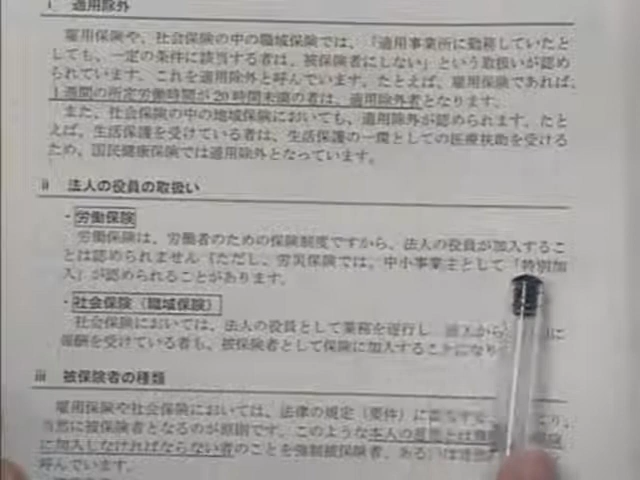 i 適用除外
雇用保険や、社会保険の中の職域保険では、「適用事業所に勤務していたと
しても、一定の条件に該当する者は、被保険者にしない」という取扱いが認め
られています。これを適用除外と呼んでいます。たとえば、雇用保険であれば、
1週間の所定労働時間が20時間未満の者は、適用除外者となります。
また、社会保険の中の地域保険においても、適用除外が認められます。たと
えば、生活保護を受けている者は、生活保護の一環としての医療扶助を受ける
ため、国民健康保険では適用除外となっています。
ii 法人の役員の取扱い
・労働保険
労働保険は、労働者のための保険制度ですから、法人の役員が加入するこ
とは認められません（ただし、労災保険では、中小事業主として「特別加
入」が認められることがあります。
・社会保険（職域保険）
社会保険においては、法人の役員として業務を遂行し、法人から に
報酬を受けている者も、被保険者として保険に加入することになり
iii 被保険者の種類
雇用保険や社会保険においては、法律の規定（要件）に
当然に被保険者となるのが原則です。このような本人の意思とは
に加入しなければならない者のことを強制被保険者、あるいは
呼んでいます。